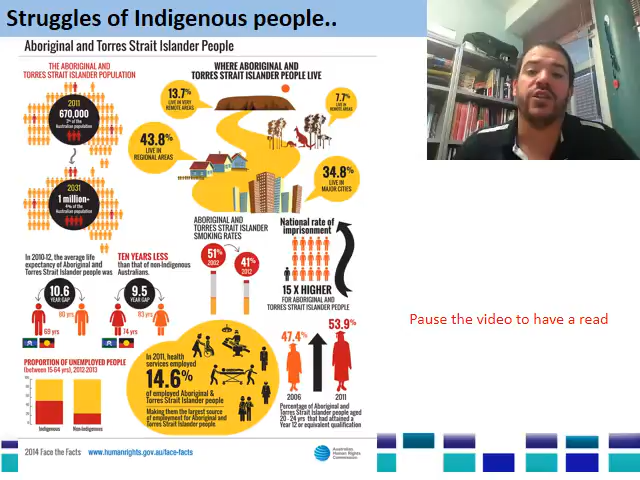 Struggles of Indigenous people..
Aboriginal and Torres Strait Islander People
THE ABORIGINAL AND
TORRES STRAIT ISLANDER POPULATION
2011
670,000
3% of the
Australian population
2031
1 million+
4% of the
Australian population
WHERE ABORIGINAL AND
TORRES STRAIT ISLANDER PEOPLE LIVE
13.7%
LIVE IN VERY
REMOTE AREAS
7.7%
LIVE IN
REMOTE AREAS
43.8%
LIVE IN
REGIONAL AREAS
34.8%
LIVE IN
MAJOR CITIES
ABORIGINAL AND
TORRES STRAIT ISLANDER
SMOKING RATES
51%
2002
41%
2012
National rate of
imprisonment
15 X HIGHER
FOR ABORIGINAL AND
TORRES STRAIT ISLANDER PEOPLE
In 2010-12, the average life
expectancy of Aboriginal and
Torres Strait Islander people was
TEN YEARS LESS
than that of non-Indigenous
Australians.
10.6
YEAR GAP
80 yrs
69 yrs
9.5
YEAR GAP
83 yrs
74 yrs
Pause the video to have a read
PROPORTION OF UNEMPLOYED PEOPLE
(between 15-64 yrs), 2012-2013
Indigenous
Non-Indigenous
In 2011, health
services employed
14.6%
of employed Aboriginal &
Torres Strait Islander people
Making them the largest source
of employment for Aboriginal and
Torres Strait Islander people
47.4%
53.9%
2006
2011
Percentage of Aboriginal and
Torres Strait Islander people aged
20 - 24 yrs that had attained a
Year 12 or equivalent qualification
2014 Face the Facts
www.humanrights.gov.au/face-facts
Australian
Human Rights
Commission